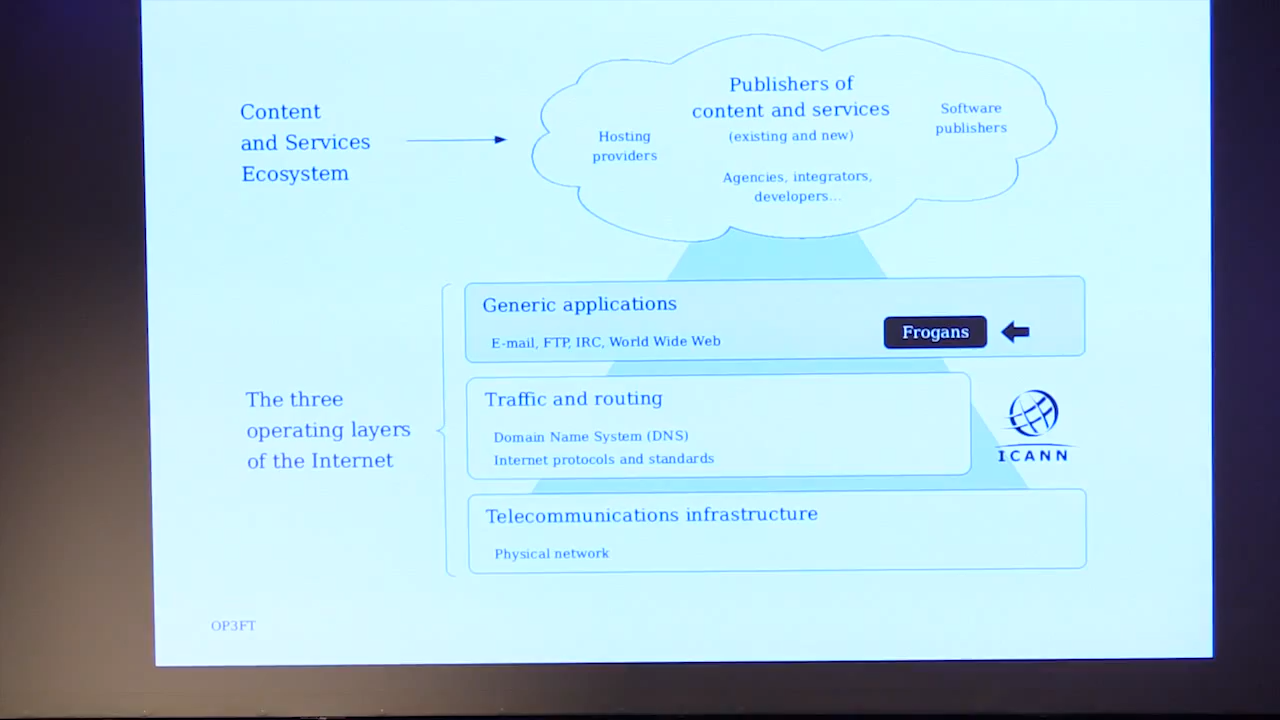 Content
and Services
Ecosystem
Publishers of
content and services
(existing and new)
Hosting
providers
Software
publishers
Agencies, integrators,
developers...
The three
operating layers
of the Internet
Generic applications
E-mail, FTP, IRC, World Wide Web
Frogans
Traffic and routing
Domain Name System (DNS)
Internet protocols and standards
ICANN
Telecommunications infrastructure
Physical network
OP3FT